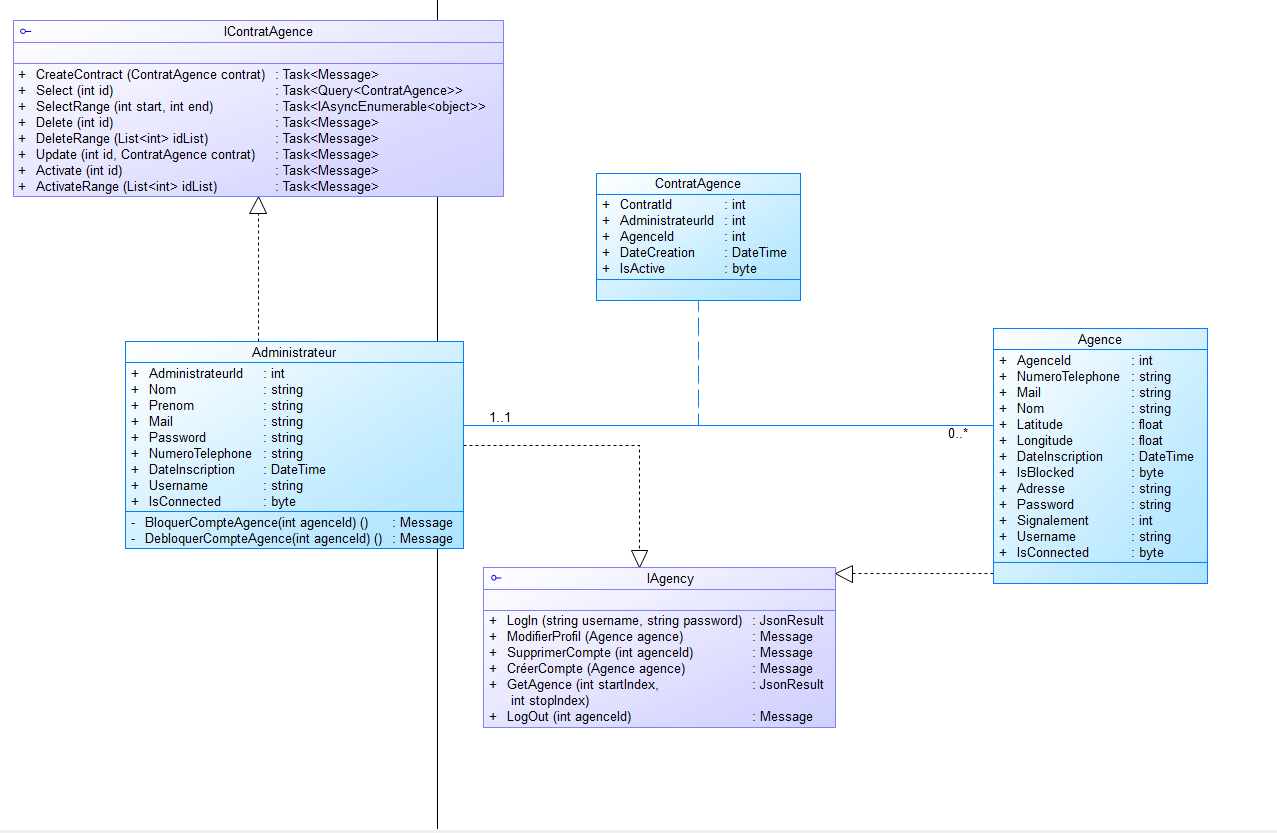 IContratAgence
+ CreateContract (ContratAgence contrat) : Task<Message>
+ Select (int id) : Task<Query<ContratAgence>>
+ SelectRange (int start, int end) : Task<IAsyncEnumerable<object>>
+ Delete (int id) : Task<Message>
+ DeleteRange (List<int> idList) : Task<Message>
+ Update (int id, ContratAgence contrat) : Task<Message>
+ Activate (int id) : Task<Message>
+ ActivateRange (List<int> idList) : Task<Message>
ContratAgence
+ ContratId : int
+ AdministrateurId : int
+ AgenceId : int
+ DateCreation : DateTime
+ IsActive : byte
Administrateur
+ AdministrateurId : int
+ Nom : string
+ Prenom : string
+ Mail : string
+ Password : string
+ NumeroTelephone : string
+ DateInscription : DateTime
+ Username : string
+ IsConnected : byte
- BloquerCompteAgence(int agenceId) () : Message
- DebloquerCompteAgence(int agenceId) () : Message
1..1
0..*
Agence
+ AgenceId : int
+ NumeroTelephone : string
+ Mail : string
+ Nom : string
+ Latitude : float
+ Longitude : float
+ DateInscription : DateTime
+ IsBlocked : byte
+ Adresse : string
+ Password : string
+ Signalement : int
+ Username : string
+ IsConnected : byte
IAgency
+ LogIn (string username, string password) : JsonResult
+ ModifierProfil (Agence agence) : Message
+ SupprimerCompte (int agenceId) : Message
+ CréerCompte (Agence agence) : Message
+ GetAgence (int startIndex, : JsonResult
int stopIndex)
+ LogOut (int agenceId) : Message